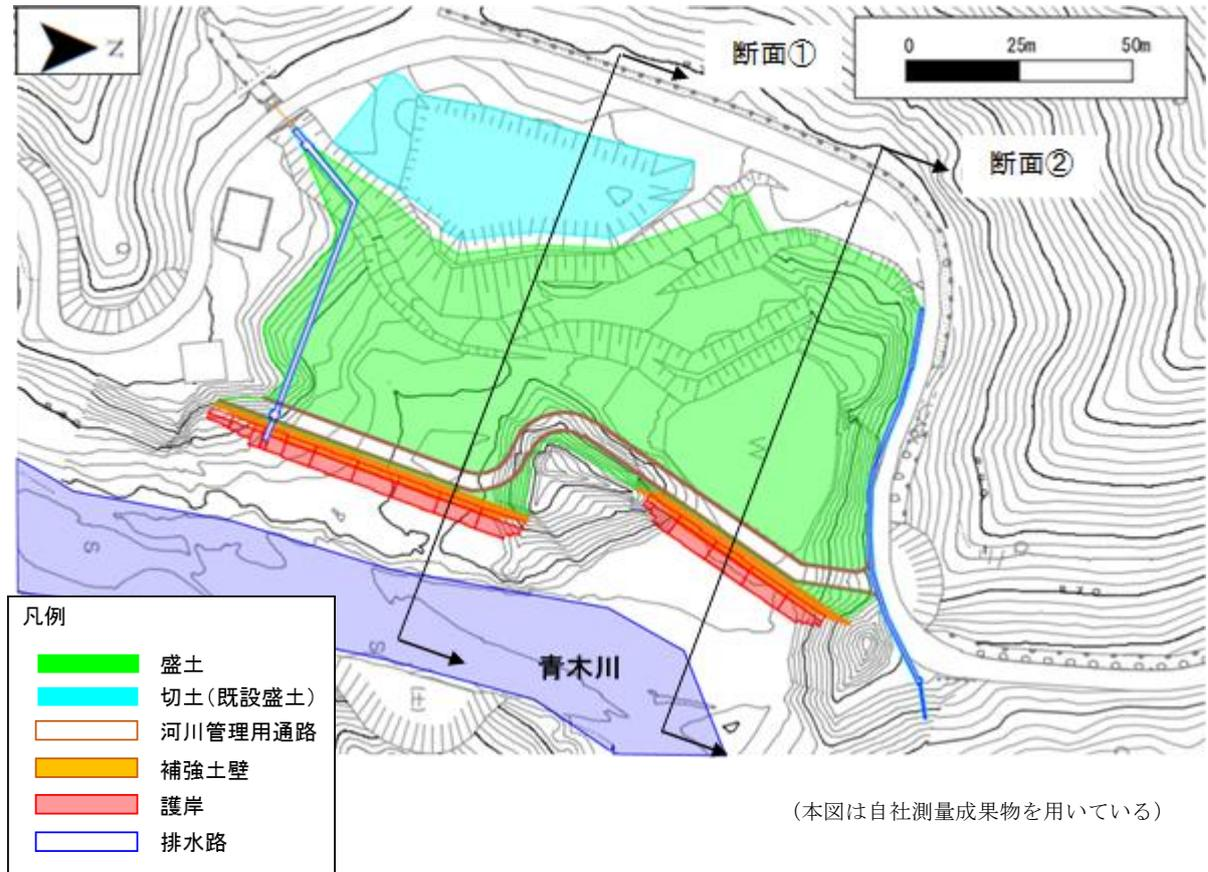 N
断面①
0 25m 50m
断面②
青木川
凡例
盛土
切土(既設盛土)
河川管理用通路
補強土壁
護岸
排水路
(本図は自社測量成果物を用いている)